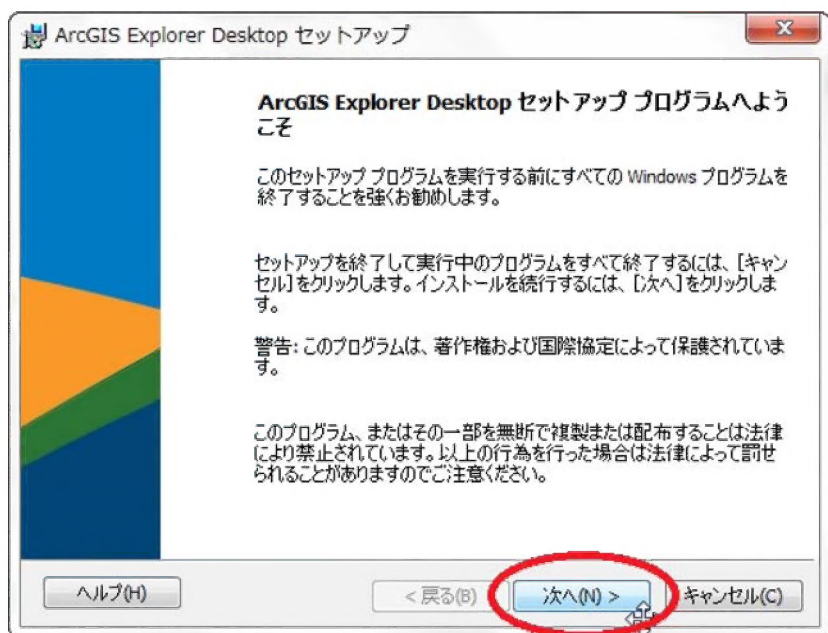 ArcGIS Explorer Desktop セットアップ
ArcGIS Explorer Desktop セットアップ プログラムへよう
こそ
このセットアップ プログラムを実行する前にすべての Windows プログラムを
終了することを強くお勧めします。
セットアップを終了して実行中のプログラムをすべて終了するには、[キャン
セル]をクリックします。インストールを続行するには、[次へ]をクリックしま
す。
警告: このプログラムは、著作権および国際協定によって保護されていま
す。
このプログラム、またはその一部を無断で複製または配布することは法律
により禁止されています。以上の行為を行った場合は法律によって罰せ
られることがありますのでご注意ください。
ヘルプ(H)
< 戻る(B)
次へ(N) >
キャンセル(C)